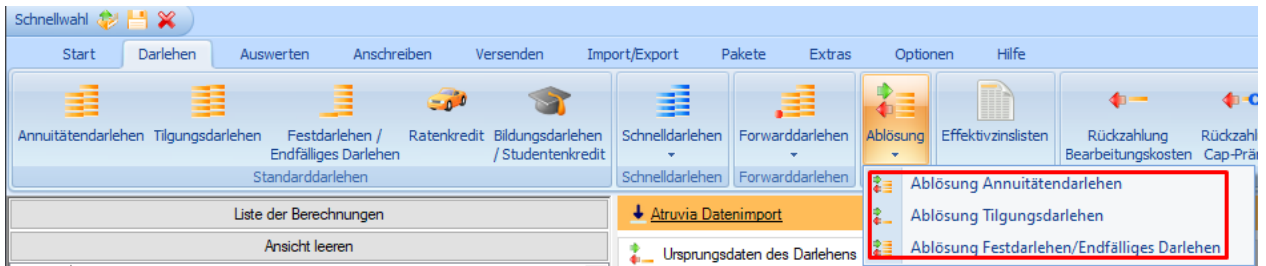 Schnellwahl
Start Darlehen Auswerten Anschreiben Versenden Import/Export Pakete Extras Optionen Hilfe
Annuitätendarlehen Tilgungsdarlehen Festdarlehen / Endfälliges Darlehen Ratenkredit Bildungsdarlehen / Studentenkredit Schnelldarlehen Forwarddarlehen Ablösung Effektivzinslisten Rückzahlung Bearbeitungskosten Rückzahl Cap-Prä
Standarddarlehen Schnelldarlehen Forwarddarlehen
Ablösung Annuitätendarlehen
Ablösung Tilgungsdarlehen
Ablösung Festdarlehen/Endfälliges Darlehen
Liste der Berechnungen
Ansicht leeren
Atruvia Datenimport
Ursprungsdaten des Darlehens